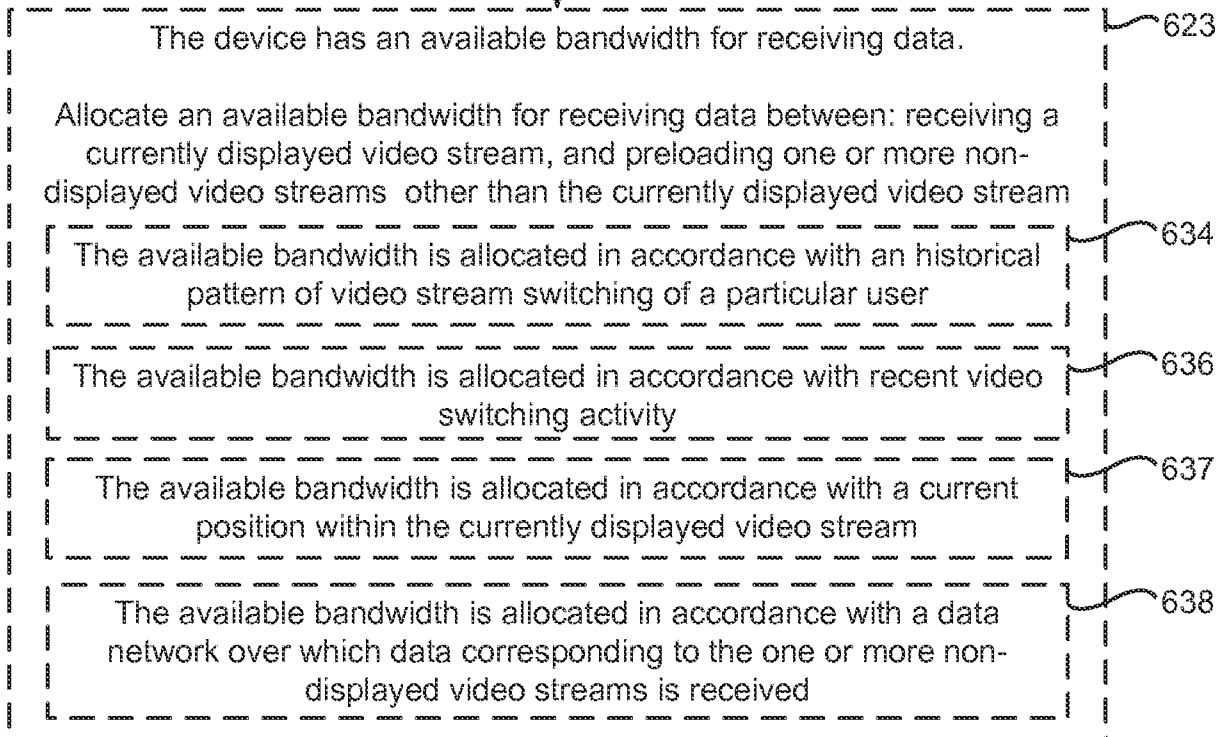 The device has an available bandwidth for receiving data.
623
Allocate an available bandwidth for receiving data between: receiving a
currently displayed video stream, and preloading one or more non-
displayed video streams other than the currently displayed video stream
634
The available bandwidth is allocated in accordance with an historical
pattern of video stream switching of a particular user
636
The available bandwidth is allocated in accordance with recent video
switching activity
637
The available bandwidth is allocated in accordance with a current
position within the currently displayed video stream
638
The available bandwidth is allocated in accordance with a data
network over which data corresponding to the one or more non-
displayed video streams is received